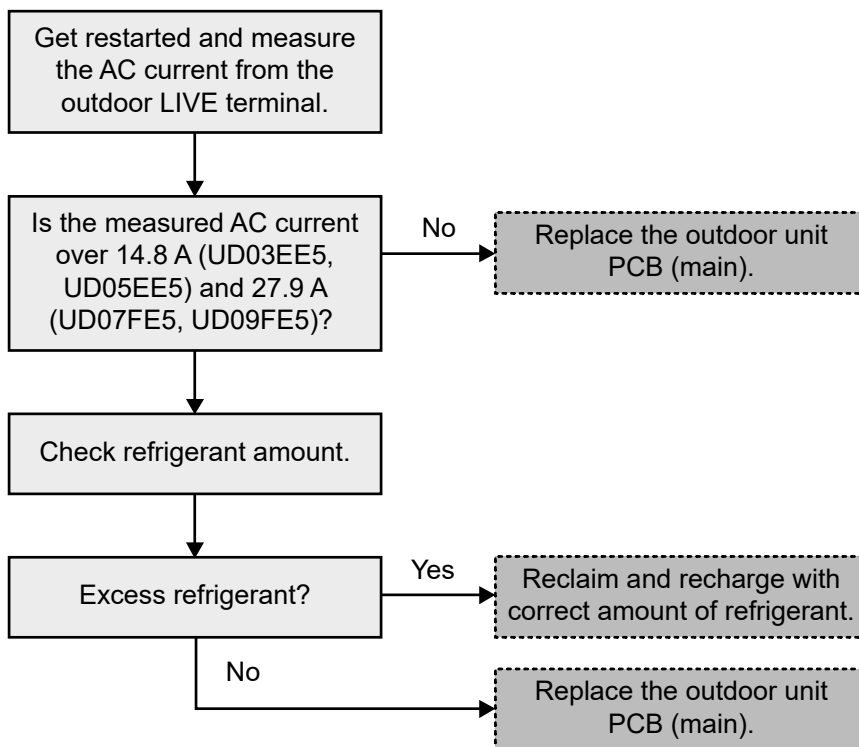 Get restarted and measure
the AC current from the
outdoor LIVE terminal.
Is the measured AC current
over 14.8 A (UD03EE5,
UD05EE5) and 27.9 A
(UD07FE5, UD09FE5)?
No
Replace the outdoor unit
PCB (main).
Check refrigerant amount.
Excess refrigerant?
Yes
Reclaim and recharge with
correct amount of refrigerant.
No
Replace the outdoor unit
PCB (main).